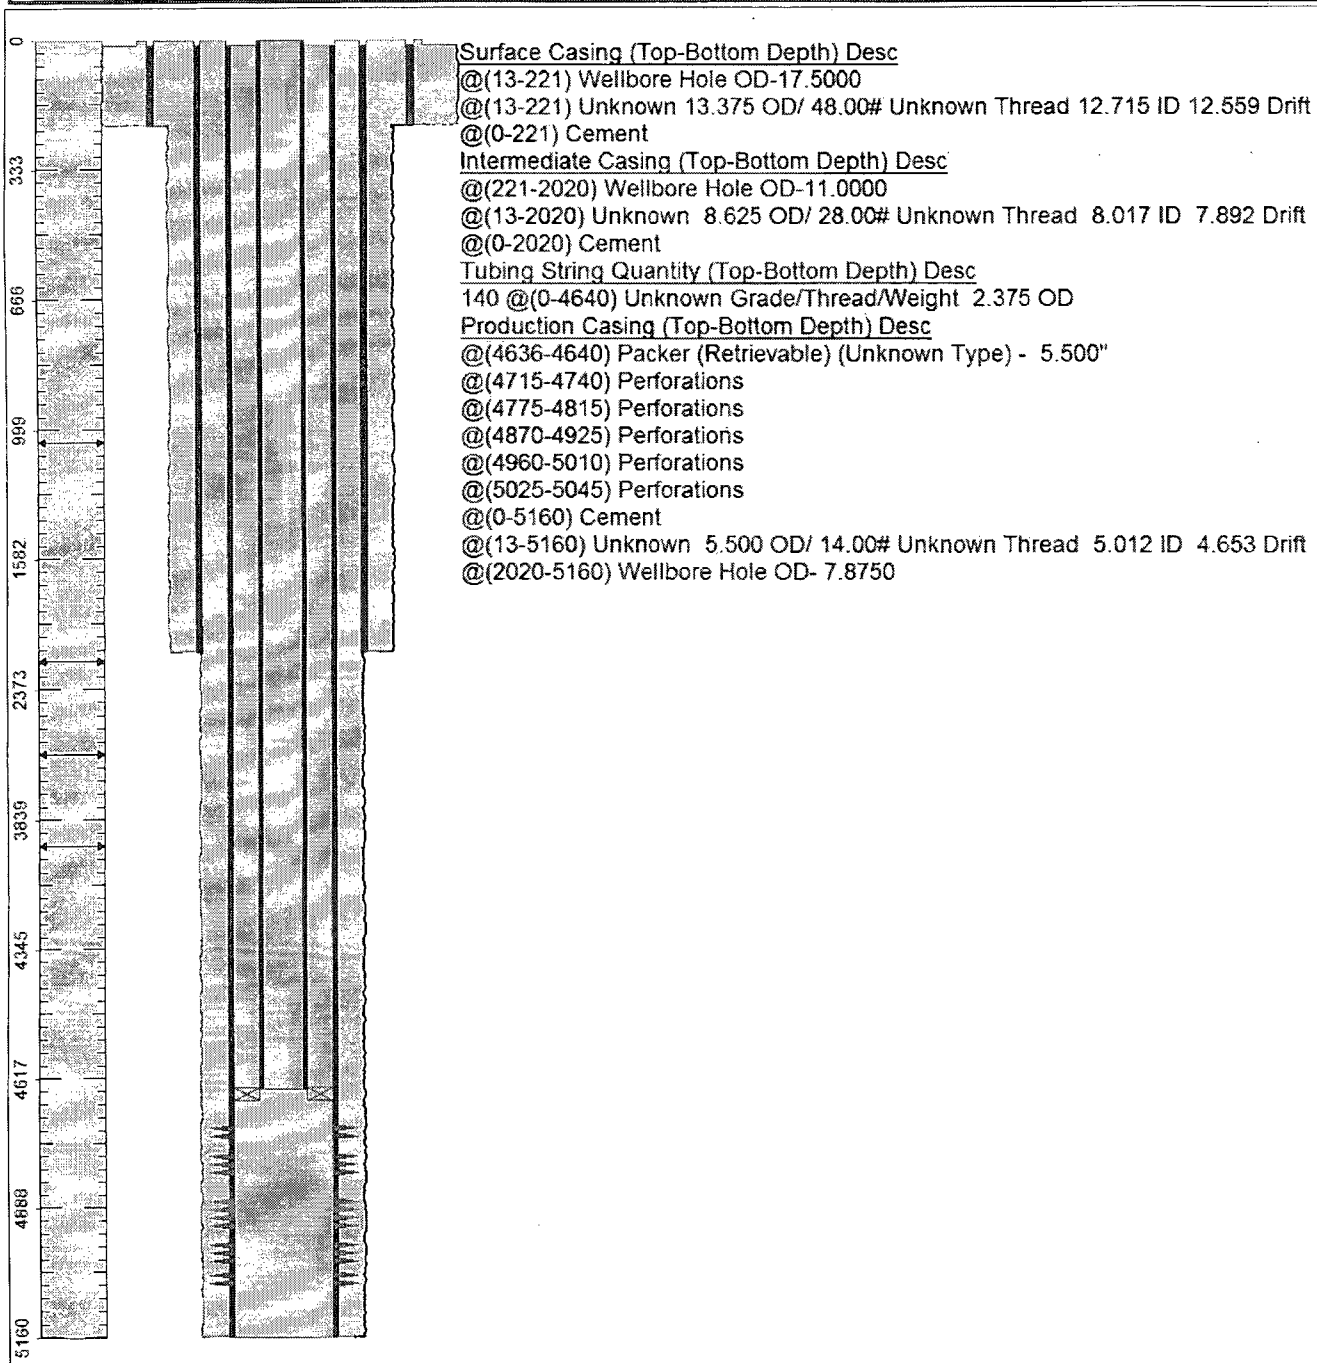 Surface Casing (Top-Bottom Depth) Desc
@(13-221) Wellbore Hole OD-17.5000
@(13-221) Unknown 13.375 OD/ 48.00# Unknown Thread 12.715 ID 12.559 Drift
@(0-221) Cement
Intermediate Casing (Top-Bottom Depth) Desc
@(221-2020) Wellbore Hole OD-11.0000
@(13-2020) Unknown 8.625 OD/ 28.00# Unknown Thread 8.017 ID 7.892 Drift
@(0-2020) Cement
Tubing String Quantity (Top-Bottom Depth) Desc
140 @(0-4640) Unknown Grade/Thread/Weight 2.375 OD
Production Casing (Top-Bottom Depth) Desc
@(4636-4640) Packer (Retrievable) (Unknown Type) - 5.500"
@(4715-4740) Perforations
@(4775-4815) Perforations
@(4870-4925) Perforations
@(4960-5010) Perforations
@(5025-5045) Perforations
@(0-5160) Cement
@(13-5160) Unknown 5.500 OD/ 14.00# Unknown Thread 5.012 ID 4.653 Drift
@(2020-5160) Wellbore Hole OD- 7.8750
0
333
666
999
1582
2373
3839
4345
4617
4888
5160